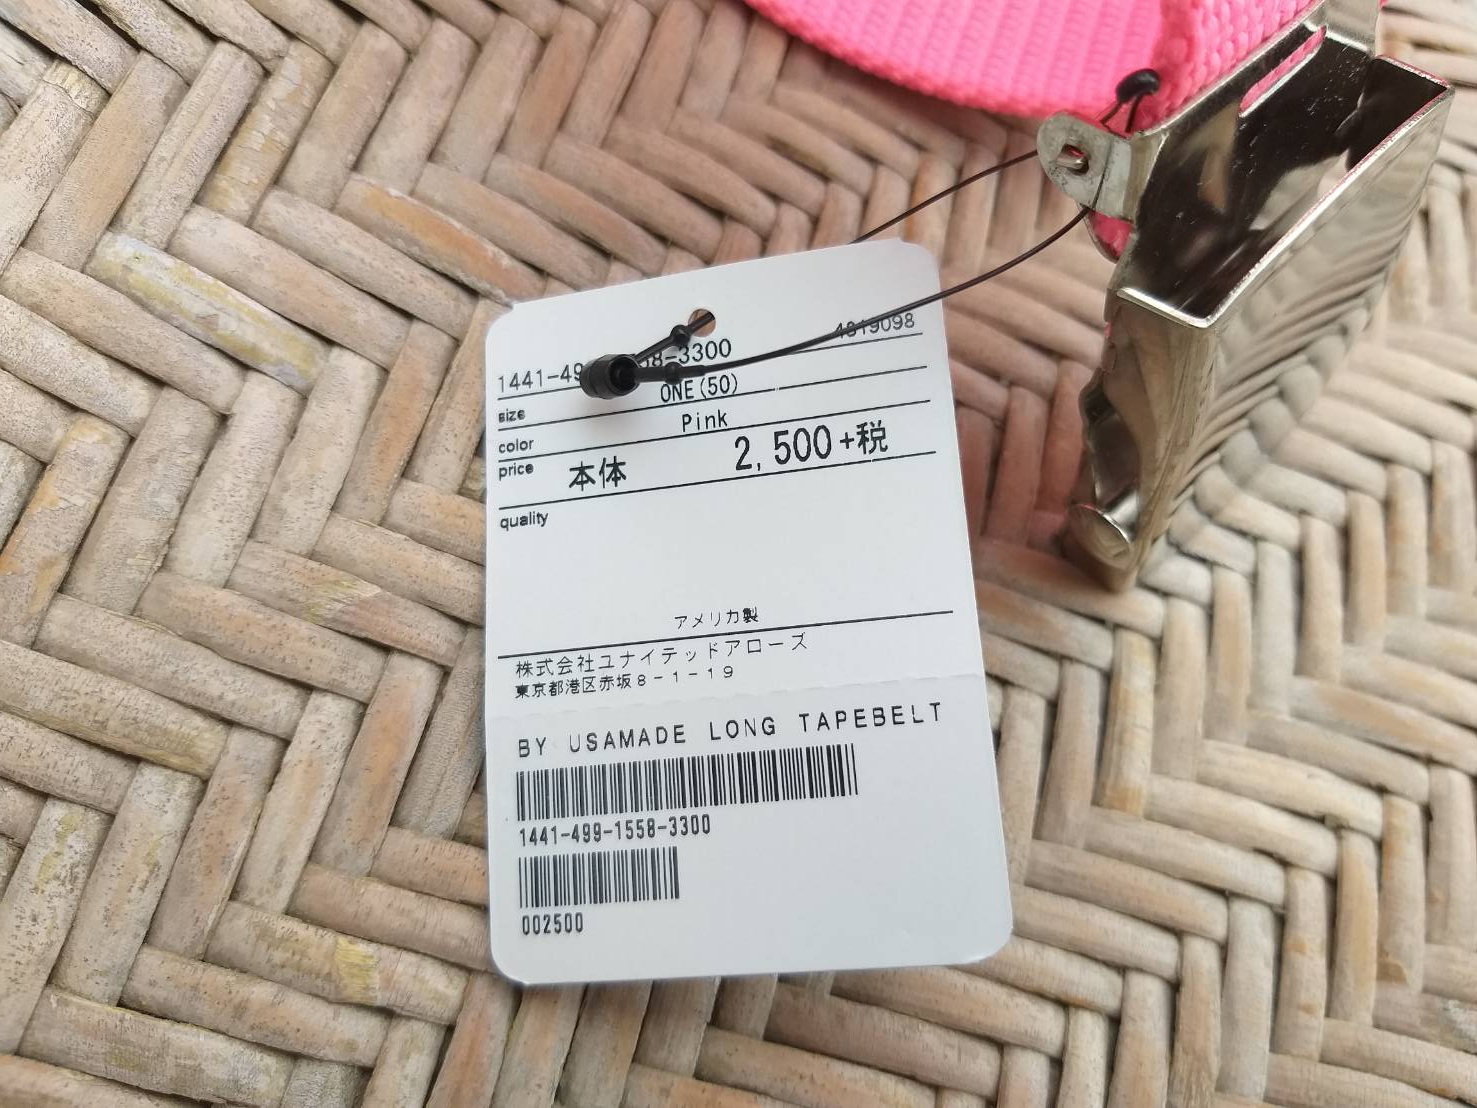 4819098
1441-49 58-3300
size ONE(50)
color Pink
price 本体 2,500+税
quality
アメリカ製
株式会社ユナイテッドアローズ
東京都港区赤坂8-1-19
BY USAMADE LONG TAPEBELT
1441-499-1558-3300
002500